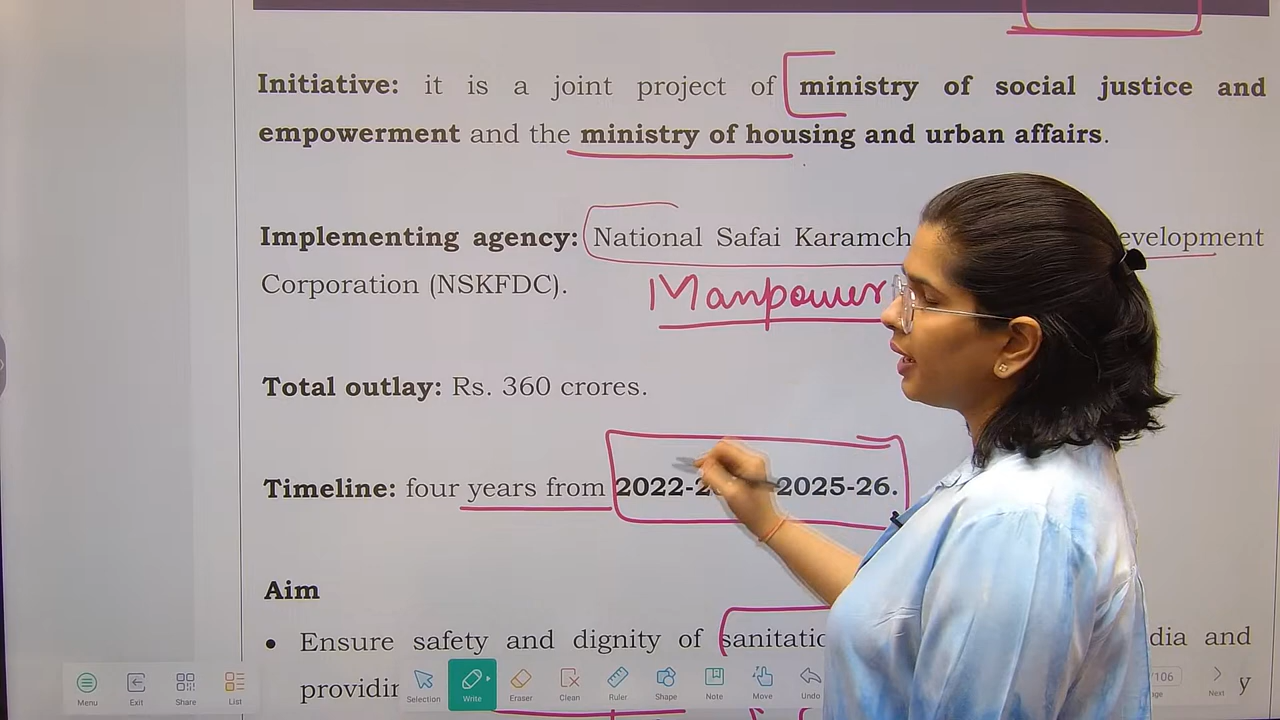 Initiative: it is a joint project of ministry of social justice and
empowerment and the ministry of housing and urban affairs.
Implementing agency: National Safai Karamch evelopment
Corporation (NSKFDC).
Manpower
Total outlay: Rs. 360 crores.
Timeline: four years from 2022-2 2025-26.
Aim
• Ensure safety and dignity of sanitatio dia and
providin y
Menu Exit Share List Selection Write Eraser Clean Ruler Shape Note Move Undo /106 age Next